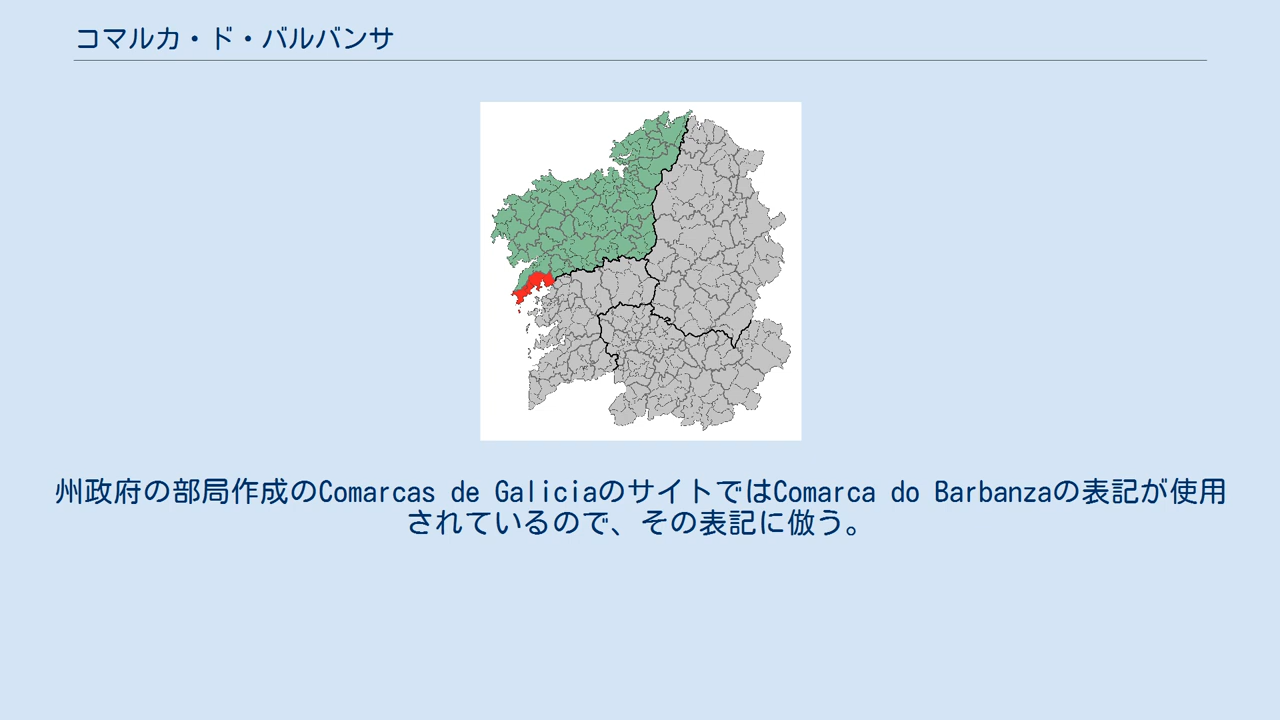 コマルカ・ド・バルバンサ
州政府の部局作成のComarcas de GaliciaのサイトではComarca do Barbanzaの表記が使用
されているので、その表記に倣う。